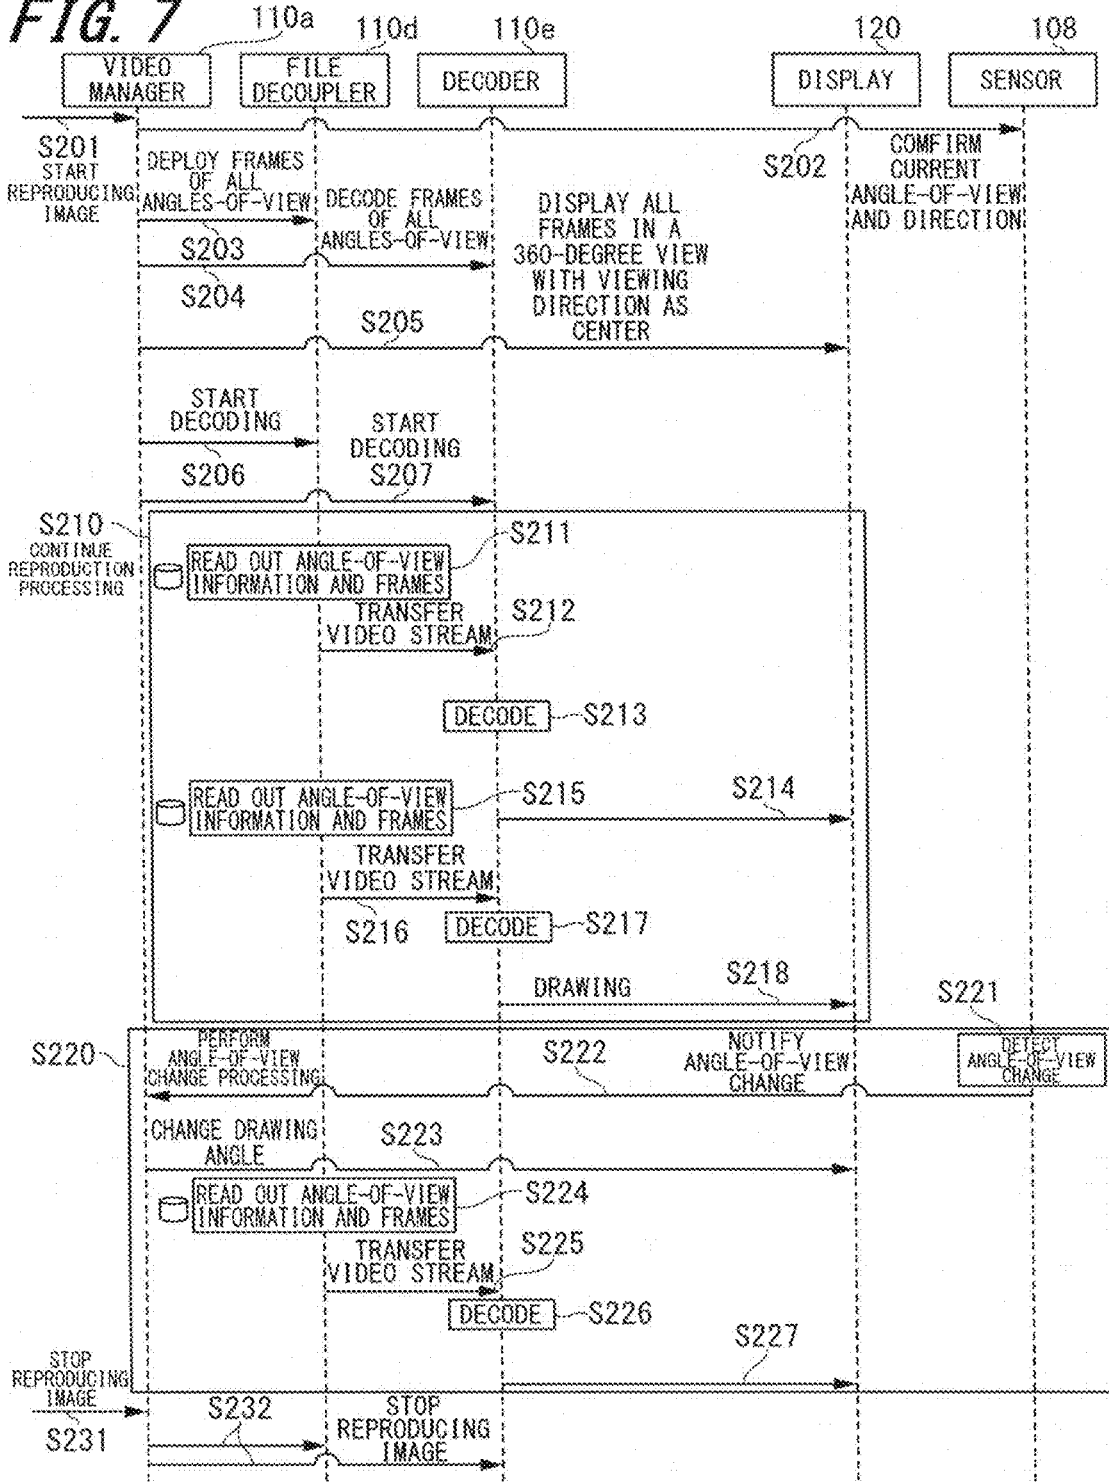 FIG. 7
110a
110d
110e
120
108
VIDEO
MANAGER
FILE
DECOUPLER
DECODER
DISPLAY
SENSOR
S201
START
REPRODUCING
IMAGE
S202
COMFIRM
CURRENT
ANGLE-OF-VIEW
AND DIRECTION
DEPLOY FRAMES
OF ALL
ANGLES-OF-VIEW
S203
DECODE FRAMES
OF ALL
ANGLES-OF-VIEW
S204
DISPLAY ALL
FRAMES IN A
360-DEGREE VIEW
WITH VIEWING
DIRECTION AS
CENTER
S205
START
DECODING
S206
START
DECODING
S207
S210
CONTINUE
REPRODUCTION
PROCESSING
READ OUT ANGLE-OF-VIEW
INFORMATION AND FRAMES
S211
TRANSFER
VIDEO STREAM
S212
DECODE
S213
READ OUT ANGLE-OF-VIEW
INFORMATION AND FRAMES
S215
S214
TRANSFER
VIDEO STREAM
S216
DECODE
S217
DRAWING
S218
S220
PERFORM
ANGLE-OF-VIEW
CHANGE PROCESSING
S222
NOTIFY
ANGLE-OF-VIEW
CHANGE
S221
DETECT
ANGLE-OF-VIEW
CHANGE
CHANGE DRAWING
ANGLE
S223
READ OUT ANGLE-OF-VIEW
INFORMATION AND FRAMES
S224
TRANSFER
VIDEO STREAM
S225
DECODE
S226
S227
STOP
REPRODUCING
IMAGE
S231
S232
STOP
REPRODUCING
IMAGE